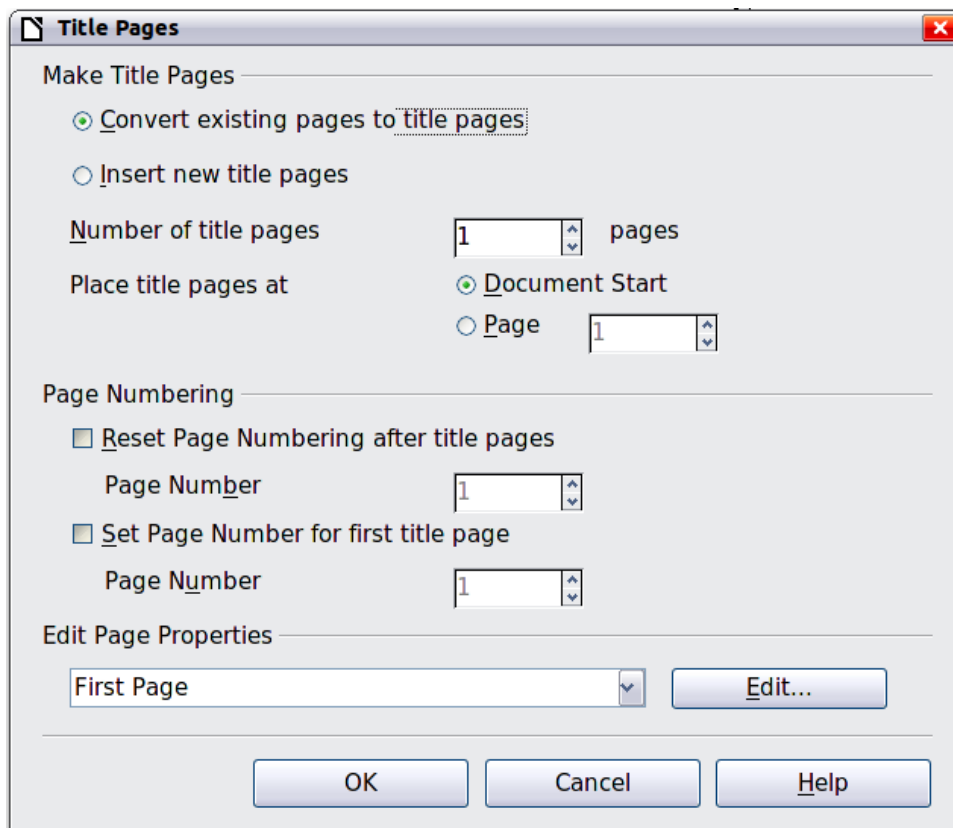 Title Pages
Make Title Pages
Convert existing pages to title pages
Insert new title pages
Number of title pages 1 pages
Place title pages at Document Start
Page 1
Page Numbering
Reset Page Numbering after title pages
Page Number 1
Set Page Number for first title page
Page Number 1
Edit Page Properties
First Page Edit...
OK Cancel Help